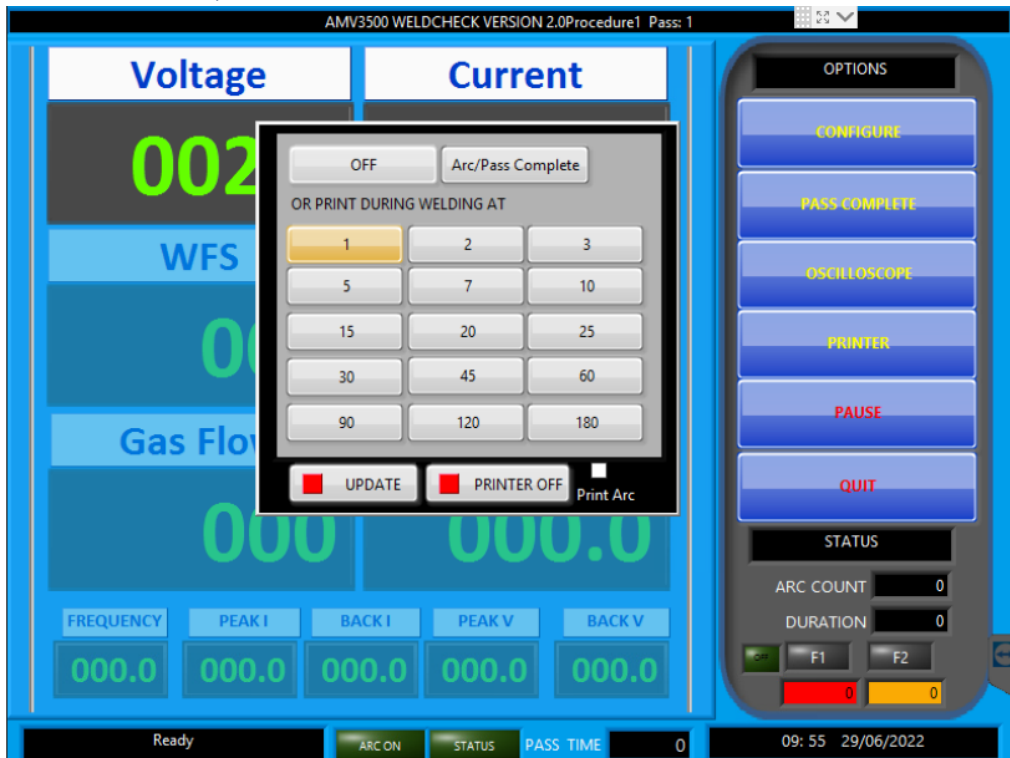 AMV3500 WELDCHECK VERSION 2.0Procedure1 Pass: 1
Voltage
Current
002
WFS
00
Gas Flo
000
000.0
OFF
Arc/Pass Complete
OR PRINT DURING WELDING AT
1 2 3
5 7 10
15 20 25
30 45 60
90 120 180
UPDATE
PRINTER OFF
Print Arc
FREQUENCY PEAK I BACK I PEAK V BACK V
000.0 000.0 000.0 000.0 000.0
OPTIONS
CONFIGURE
PASS COMPLETE
OSCILLOSCOPE
PRINTER
PAUSE
QUIT
STATUS
ARC COUNT 0
DURATION 0
OFF F1 F2
0 0
Ready
ARC ON
STATUS
PASS TIME 0
09: 55 29/06/2022